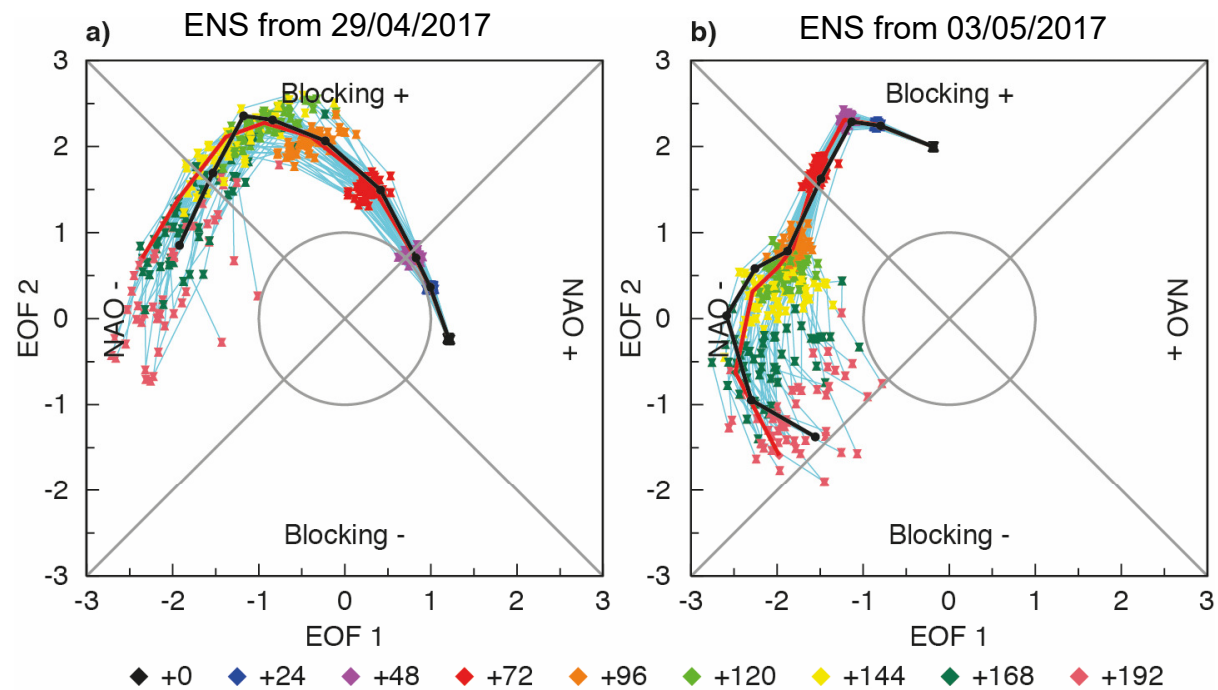 a) ENS from 29/04/2017
b) ENS from 03/05/2017
3
2
1
0
-1
-2
-3
EOF 2
Blocking +
NAO -
NAO +
Blocking -
-3 -2 -1 0 1 2 3
EOF 1
3
2
1
0
-1
-2
-3
EOF 2
Blocking +
NAO -
NAO +
Blocking -
-3 -2 -1 0 1 2 3
EOF 1
+0 +24 +48 +72 +96 +120 +144 +168 +192